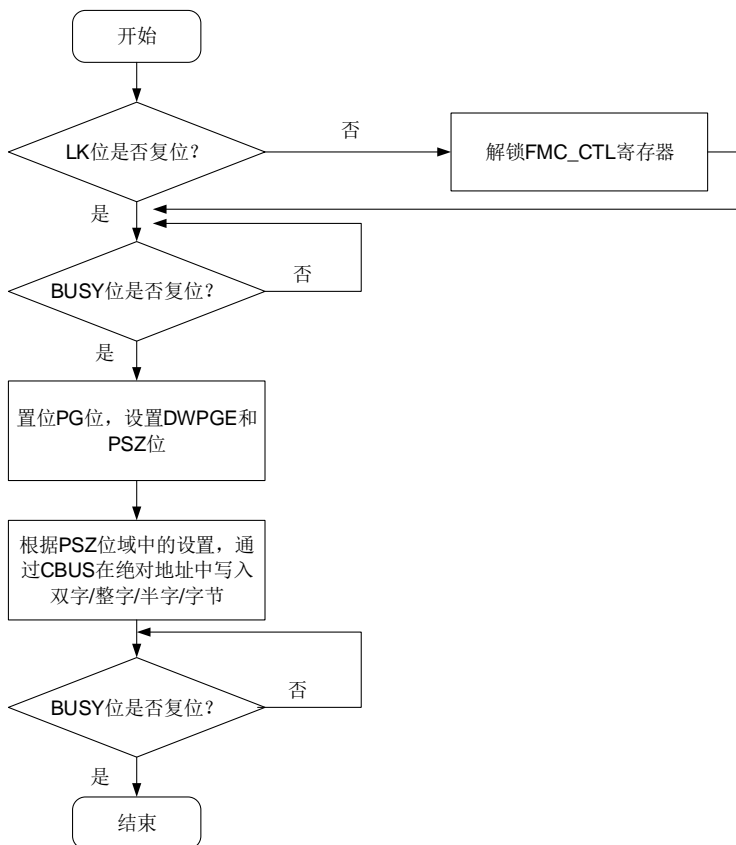 开始
LK位是否复位？
否
解锁FMC_CTL寄存器
是
BUSY位是否复位？
否
是
置位PG位，设置DWPGE和
PSZ位
根据PSZ位域中的设置，通
过CBUS在绝对地址中写入
双字/整字/半字/字节
BUSY位是否复位？
否
是
结束